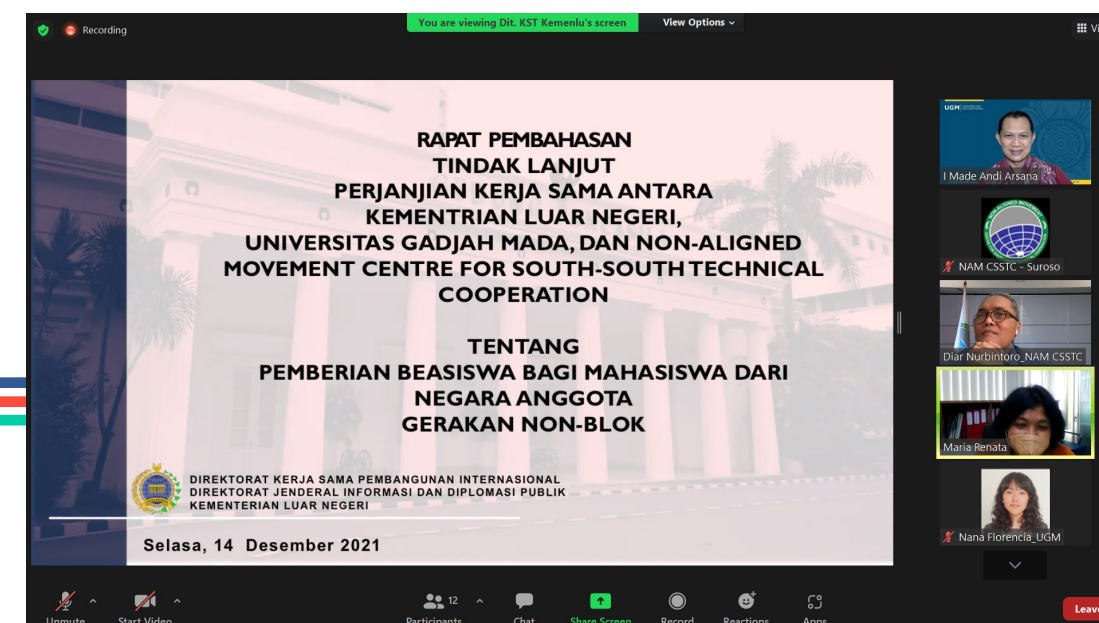 Recording
You are viewing Dit. KST Kemenlu's screen
View Options
RAPAT PEMBAHASAN
TINDAK LANJUT
PERJANJIAN KERJA SAMA ANTARA
KEMENTRIAN LUAR NEGERI,
UNIVERSITAS GADJAH MADA, DAN NON-ALIGNED
MOVEMENT CENTRE FOR SOUTH-SOUTH TECHNICAL
COOPERATION
TENTANG
PEMBERIAN BEASISWA BAGI MAHASISWA DARI
NEGARA ANGGOTA
GERAKAN NON-BLOK
DIREKTORAT KERJA SAMA PEMBANGUNAN INTERNASIONAL
DIREKTORAT JENDERAL INFORMASI DAN DIPLOMASI PUBLIK
KEMENTERIAN LUAR NEGERI
Selasa, 14 Desember 2021
UGM
I Made Andi Arsana
NON-ALIGNED MOVEMENT
NAM CSSTC - Suroso
Diar Nurbintoro_NAM CSSTC
Maria Renata
Nana Florencia_UGM
Unmute
Start Video
12
Participants
Chat
Share Screen
Record
Reactions
Apps
Leave